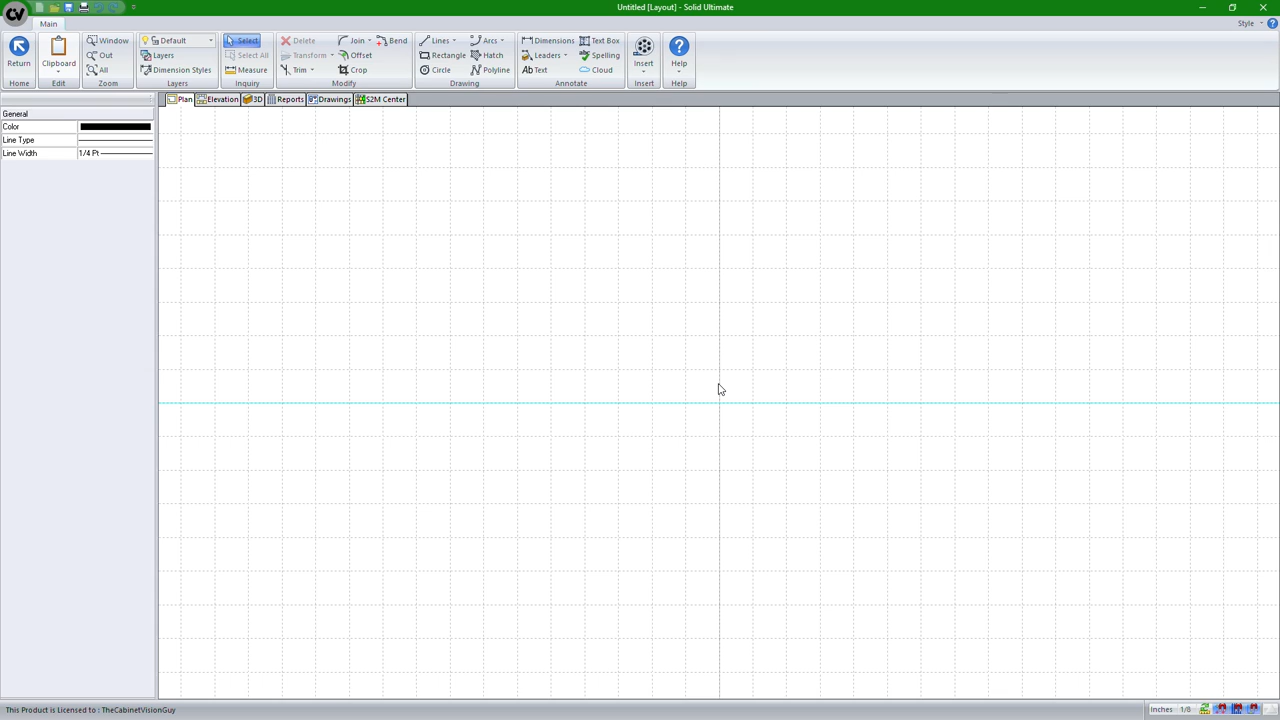 Untitled [Layout] - Solid Ultimate
CV
Main
Style
Return
Clipboard
Window
Out
All
Default
Layers
Dimension Styles
Select
Select All
Measure
Delete
Transform
Trim
Join
Offset
Crop
Bend
Lines
Rectangle
Circle
Arcs
Hatch
Polyline
Dimensions
Leaders
Text
Text Box
Spelling
Cloud
Insert
Help
Home
Edit
Zoom
Layers
Inquiry
Modify
Drawing
Annotate
Insert
Help
Plan
Elevation
3D
Reports
Drawings
S2M Center
General
Color
Line Type
Line Width 1/4 Pt
This Product is Licensed to : TheCabinetVisionGuy
Inches 1/8